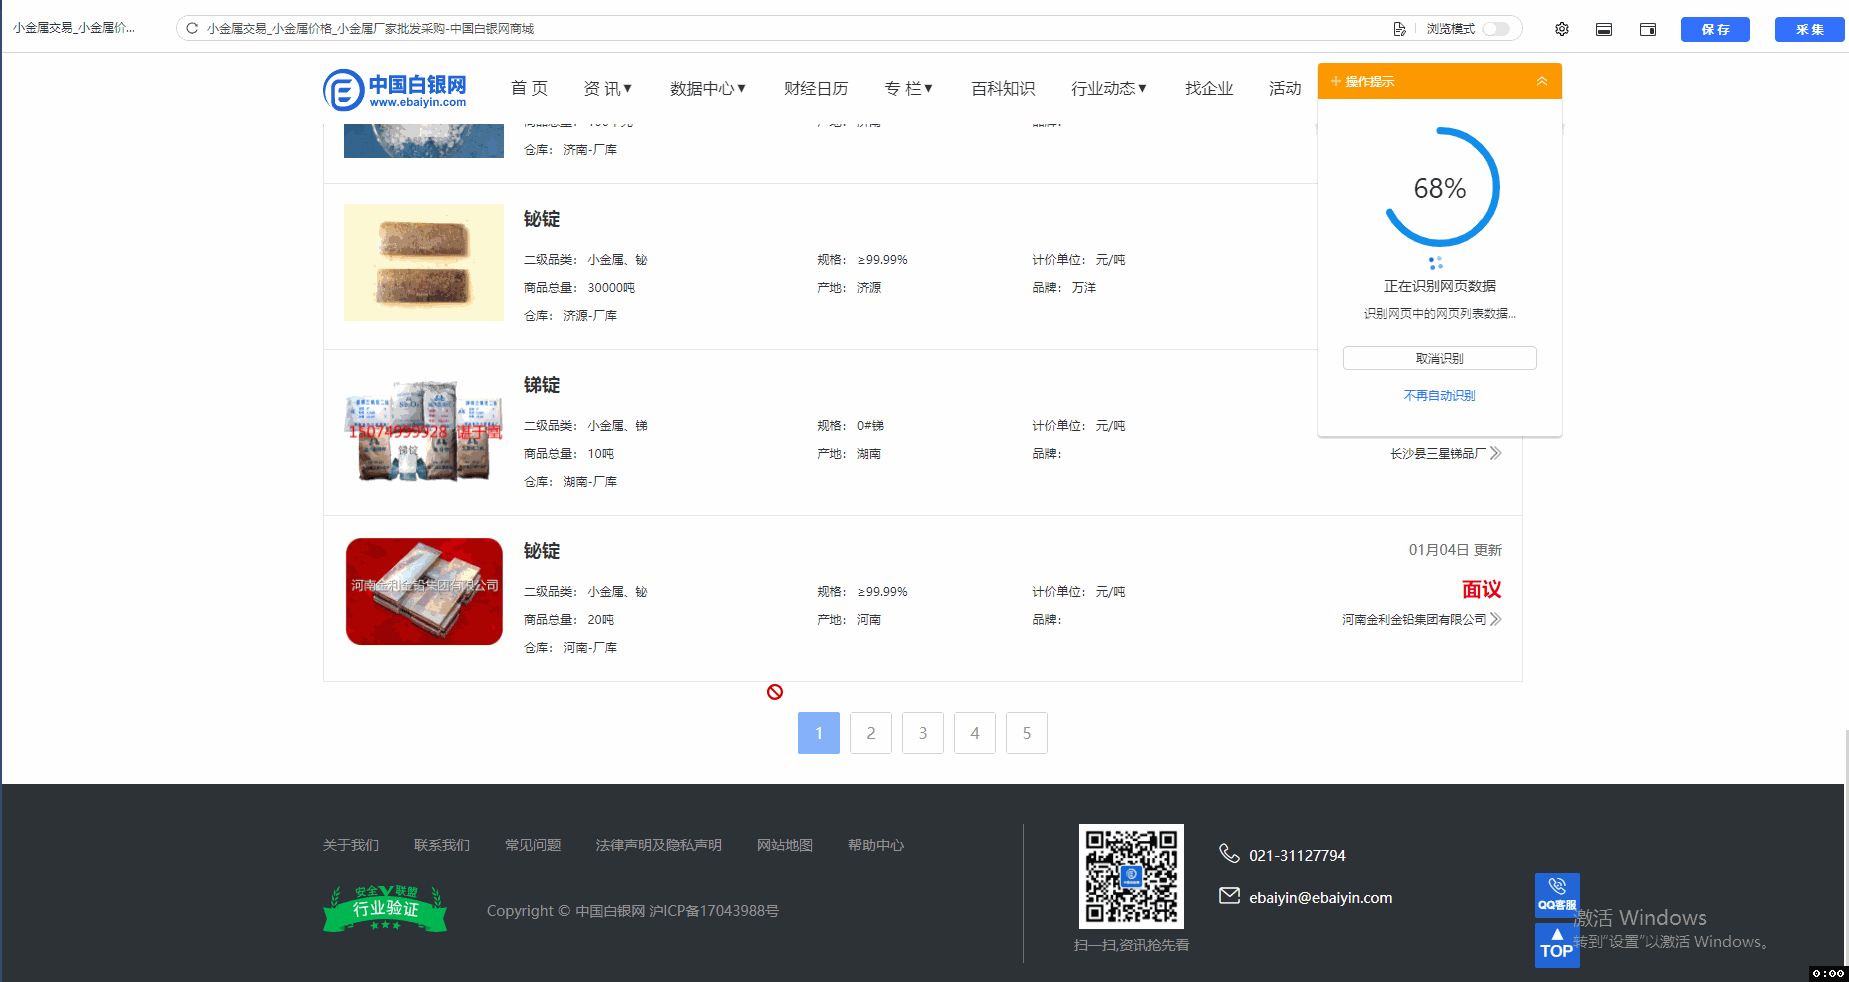 小金属交易_小金属价...
小金属交易_小金属价格_小金属厂家批发采购-中国白银网商城
浏览模式
保 存
采 集
中国白银网
www.ebaiyin.com
首 页
资 讯▼
数据中心▼
财经日历
专 栏▼
百科知识
行业动态▼
找企业
活动
操作提示
68%
正在识别网页数据
识别网页中的网页列表数据...
取消识别
不再自动识别
仓库： 济南-厂库
铋锭
二级品类： 小金属、铋
规格： ≥99.99%
计价单位： 元/吨
商品总量： 30000吨
产地： 济源
品牌： 万洋
仓库： 济源-厂库
锑锭
二级品类： 小金属、锑
规格： 0#锑
计价单位： 元/吨
商品总量： 10吨
产地： 湖南
品牌：
长沙县三星锑品厂
仓库： 湖南-厂库
15074999928
锑锭
铋锭
01月04日 更新
二级品类： 小金属、铋
规格： ≥99.99%
计价单位： 元/吨
面议
商品总量： 20吨
产地： 河南
品牌：
河南金利金铅集团有限公司
仓库： 河南-厂库
河南金利金铅集团有限公司
1
2
3
4
5
关于我们
联系我们
常见问题
法律声明及隐私声明
网站地图
帮助中心
安全联盟
行业验证
Copyright © 中国白银网 沪ICP备17043988号
扫一扫,资讯抢先看
021-31127794
ebaiyin@ebaiyin.com
QQ客服
TOP
激活 Windows
转到“设置”以激活 Windows。
0:00